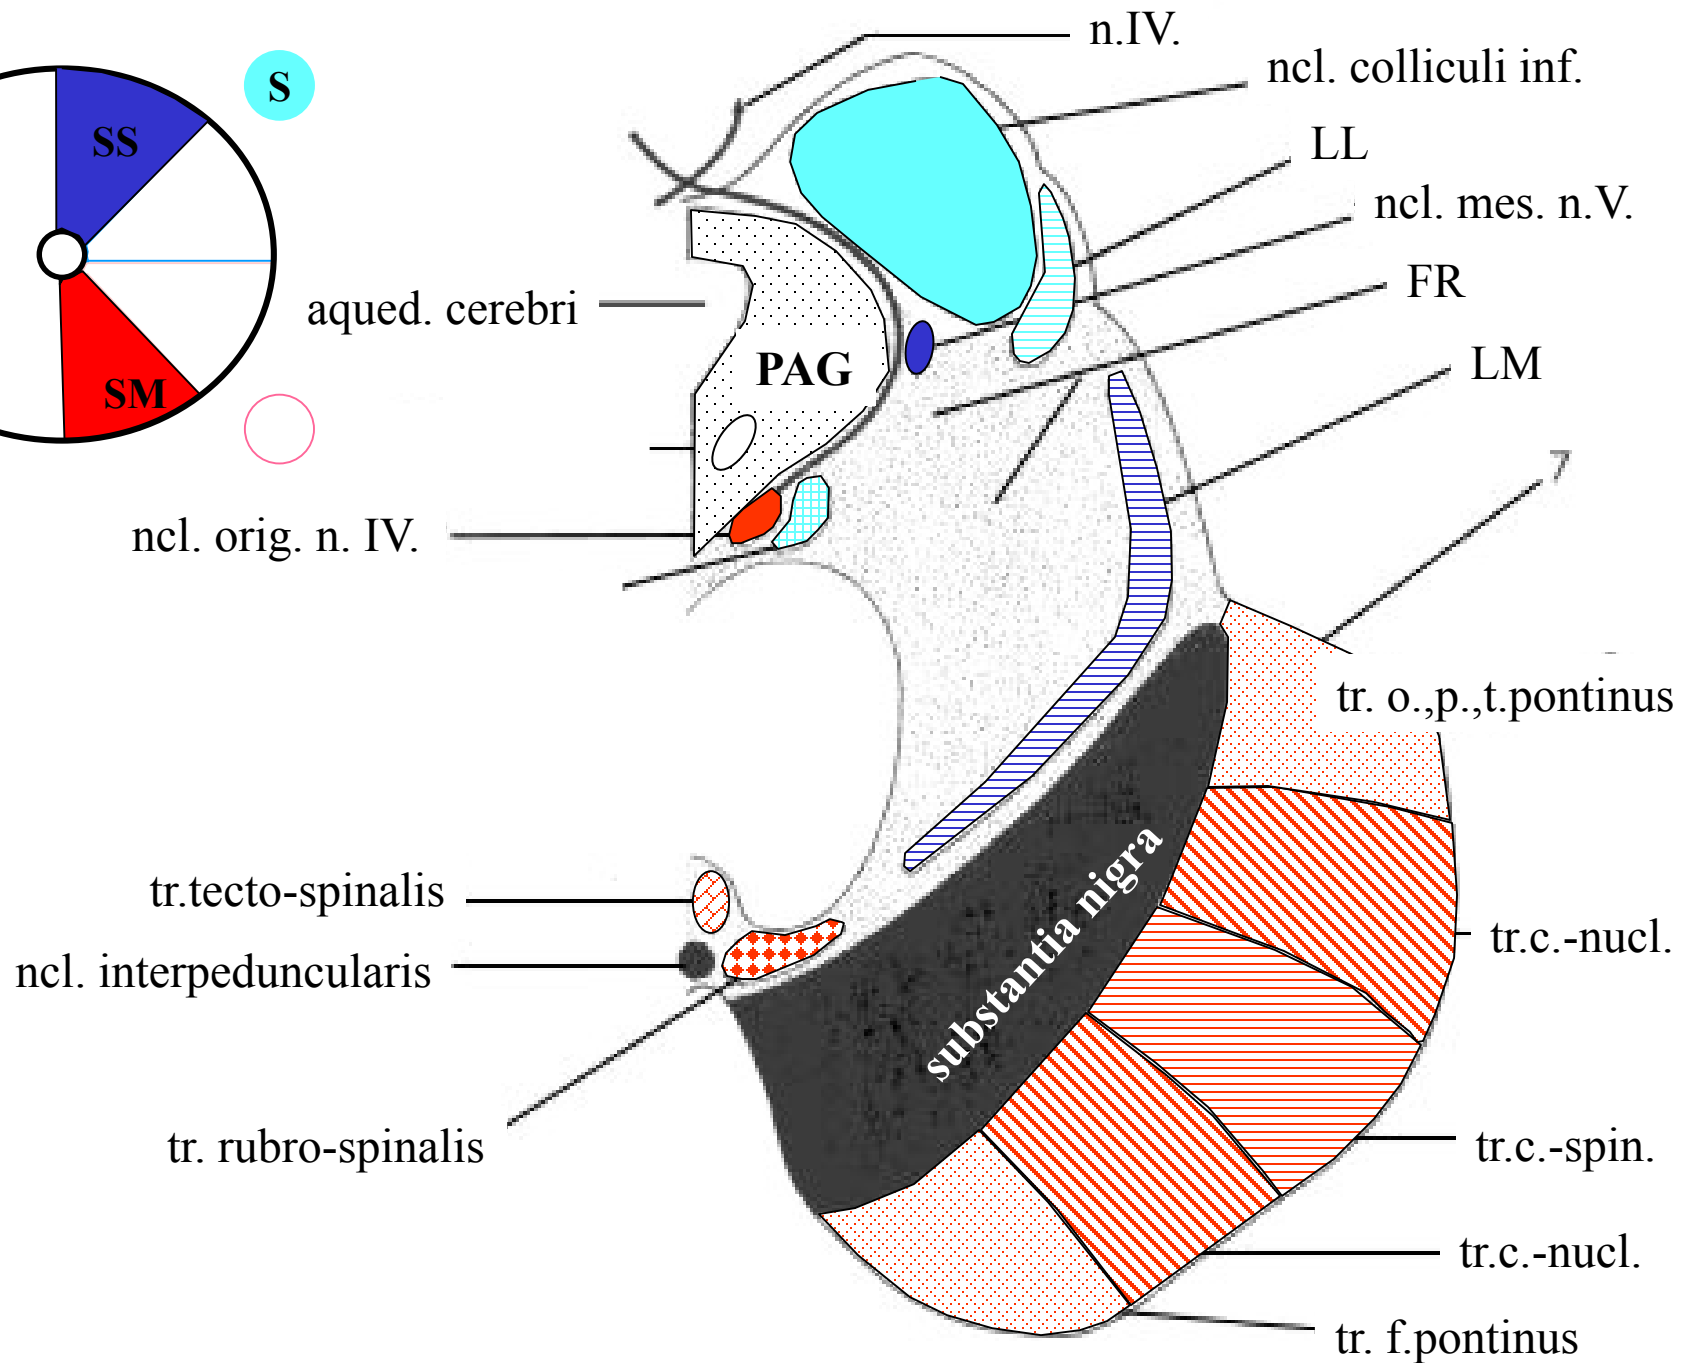 n.IV.
ncl. colliculi inf.
S
SS
LL
ncl. mes. n.V.
FR
aqued. cerebri
PAG
LM
SM
ncl. orig. n. IV.
tr. o.,p.,t.pontinus
substantia nigra
tr.tecto-spinalis
tr.c.-nucl.
ncl. interpeduncularis
tr. rubro-spinalis
tr.c.-spin.
tr.c.-nucl.
tr. f.pontinus